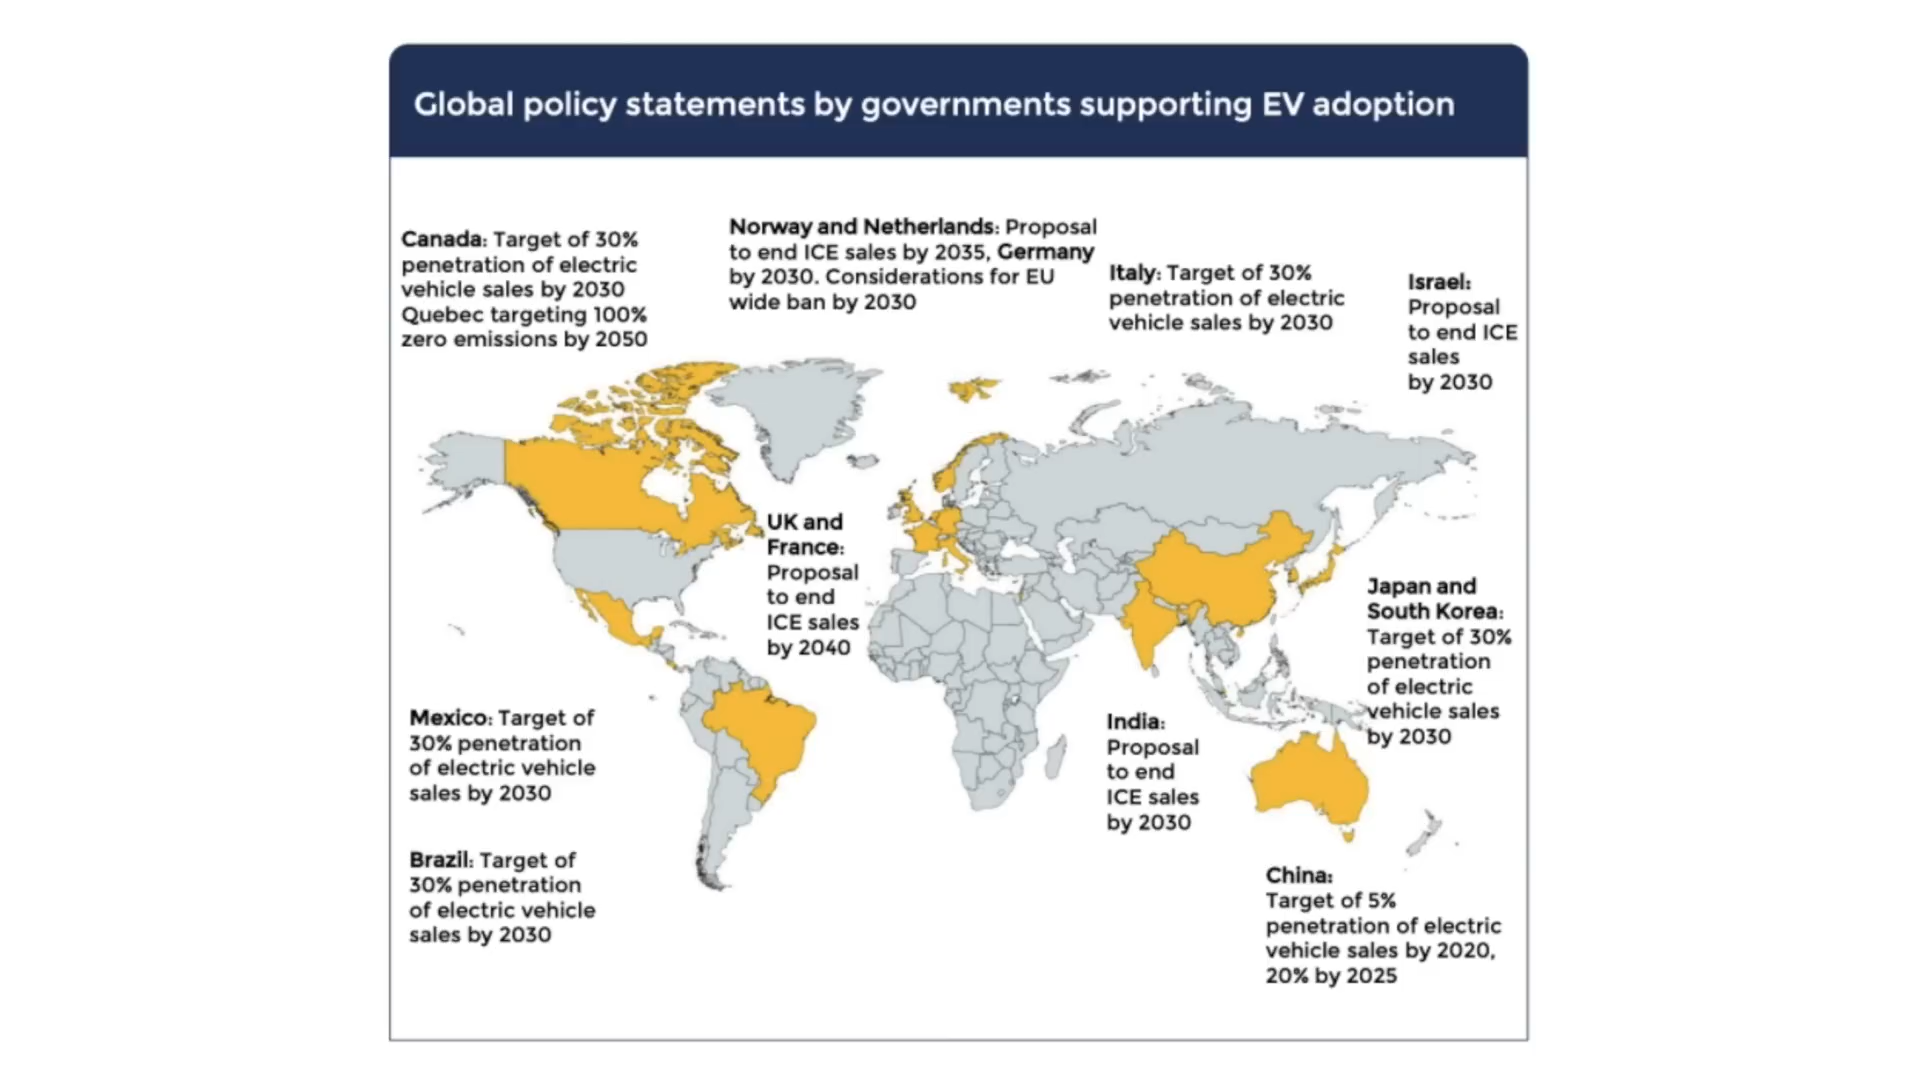 Global policy statements by governments supporting EV adoption
Canada: Target of 30%
penetration of electric
vehicle sales by 2030
Quebec targeting 100%
zero emissions by 2050
Norway and Netherlands: Proposal
to end ICE sales by 2035, Germany
by 2030. Considerations for EU
wide ban by 2030
Italy: Target of 30%
penetration of electric
vehicle sales by 2030
Israel:
Proposal
to end ICE
sales
by 2030
UK and
France:
Proposal
to end
ICE sales
by 2040
Japan and
South Korea:
Target of 30%
penetration
of electric
vehicle sales
by 2030
Mexico: Target of
30% penetration
of electric vehicle
sales by 2030
India:
Proposal
to end
ICE sales
by 2030
Brazil: Target of
30% penetration
of electric vehicle
sales by 2030
China:
Target of 5%
penetration of electric
vehicle sales by 2020,
20% by 2025